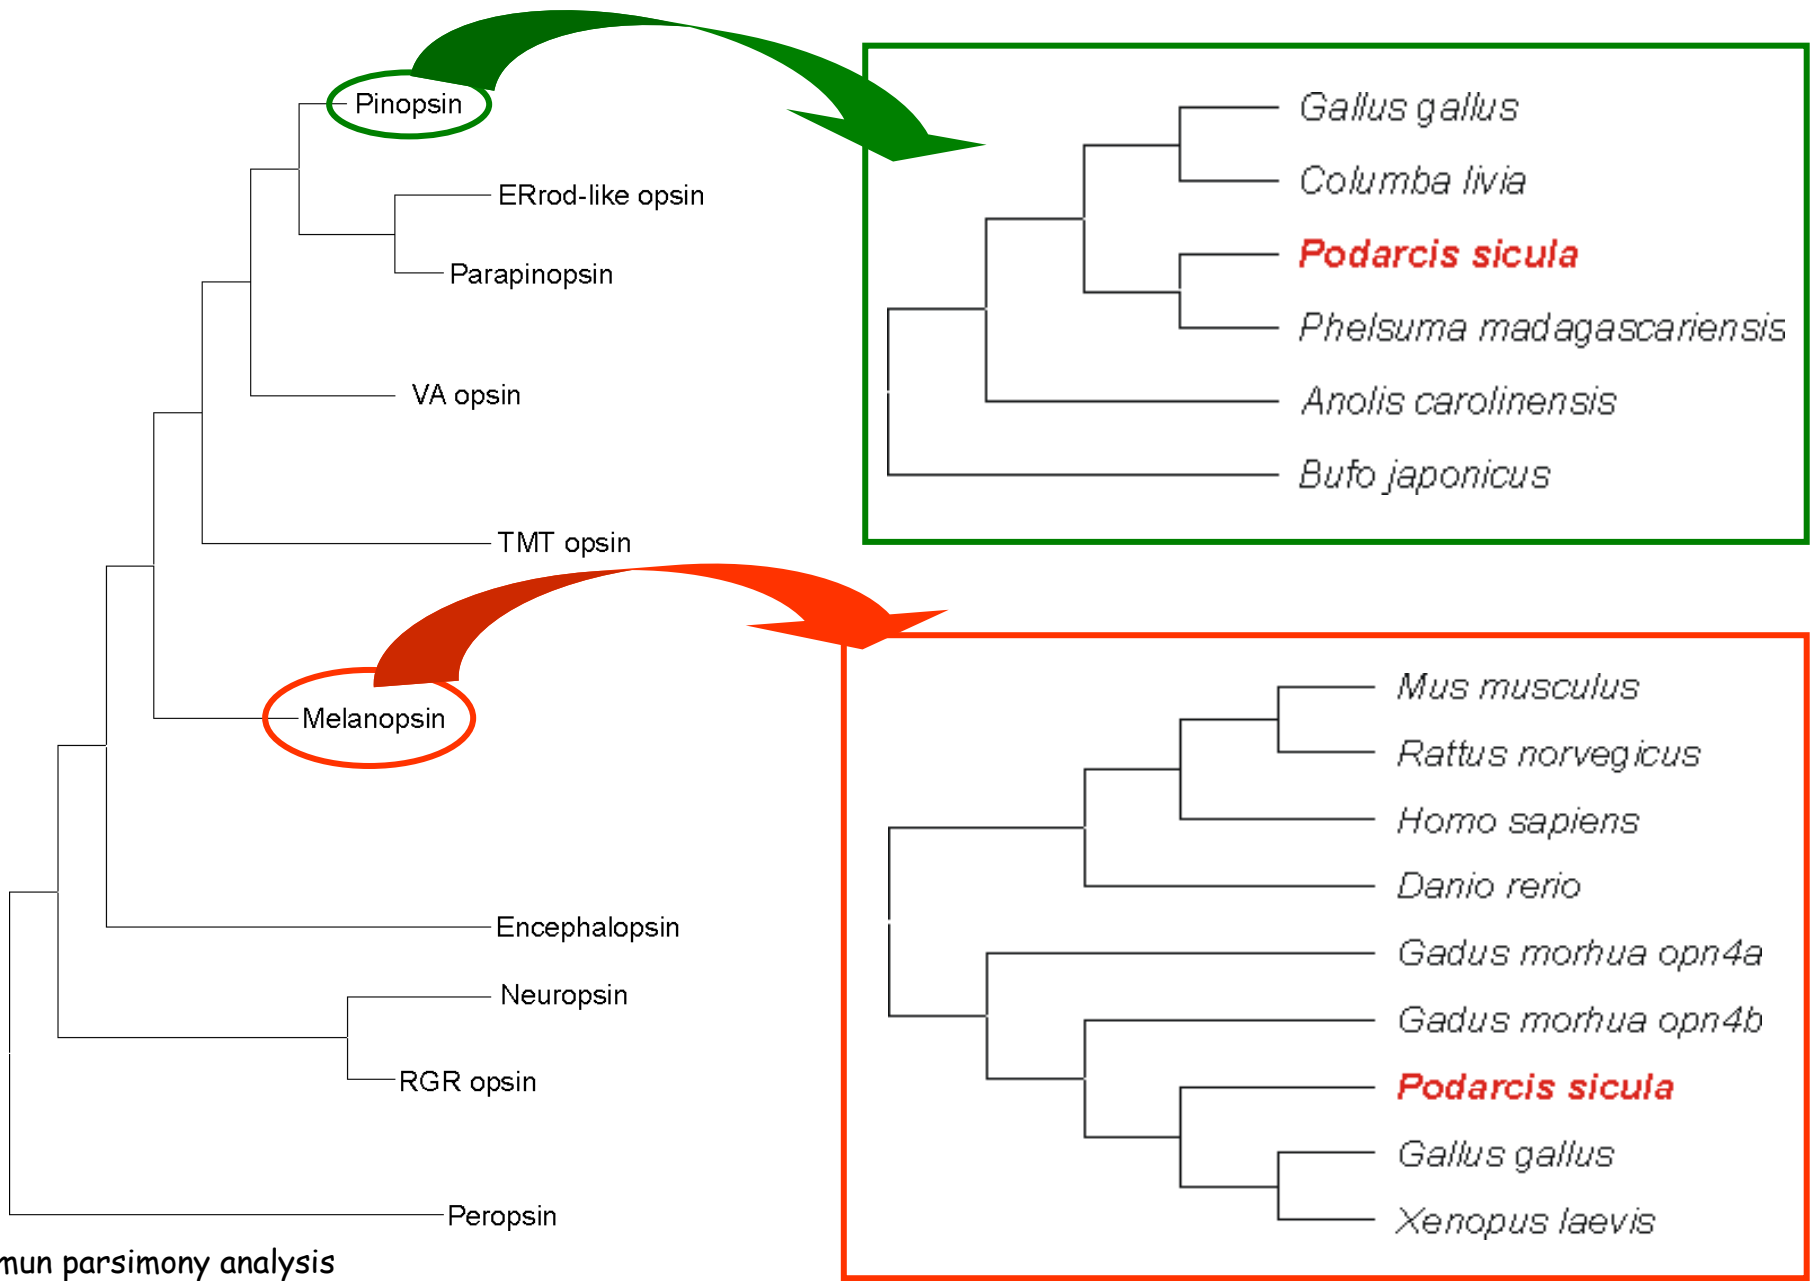 Pinopsin
ERrod-like opsin
Parapinopsin
VA opsin
TMT opsin
Melanopsin
Encephalopsin
Neuropsin
RGR opsin
Peropsin
mun parsimony analysis
Gallus gallus
Columba livia
Podarcis sicula
Phelsuma madagascariensis
Anolis carolinensis
Bufo japonicus
Mus musculus
Rattus norvegicus
Homo sapiens
Danio rerio
Gadus morhua opn4a
Gadus morhua opn4b
Podarcis sicula
Gallus gallus
Xenopus laevis